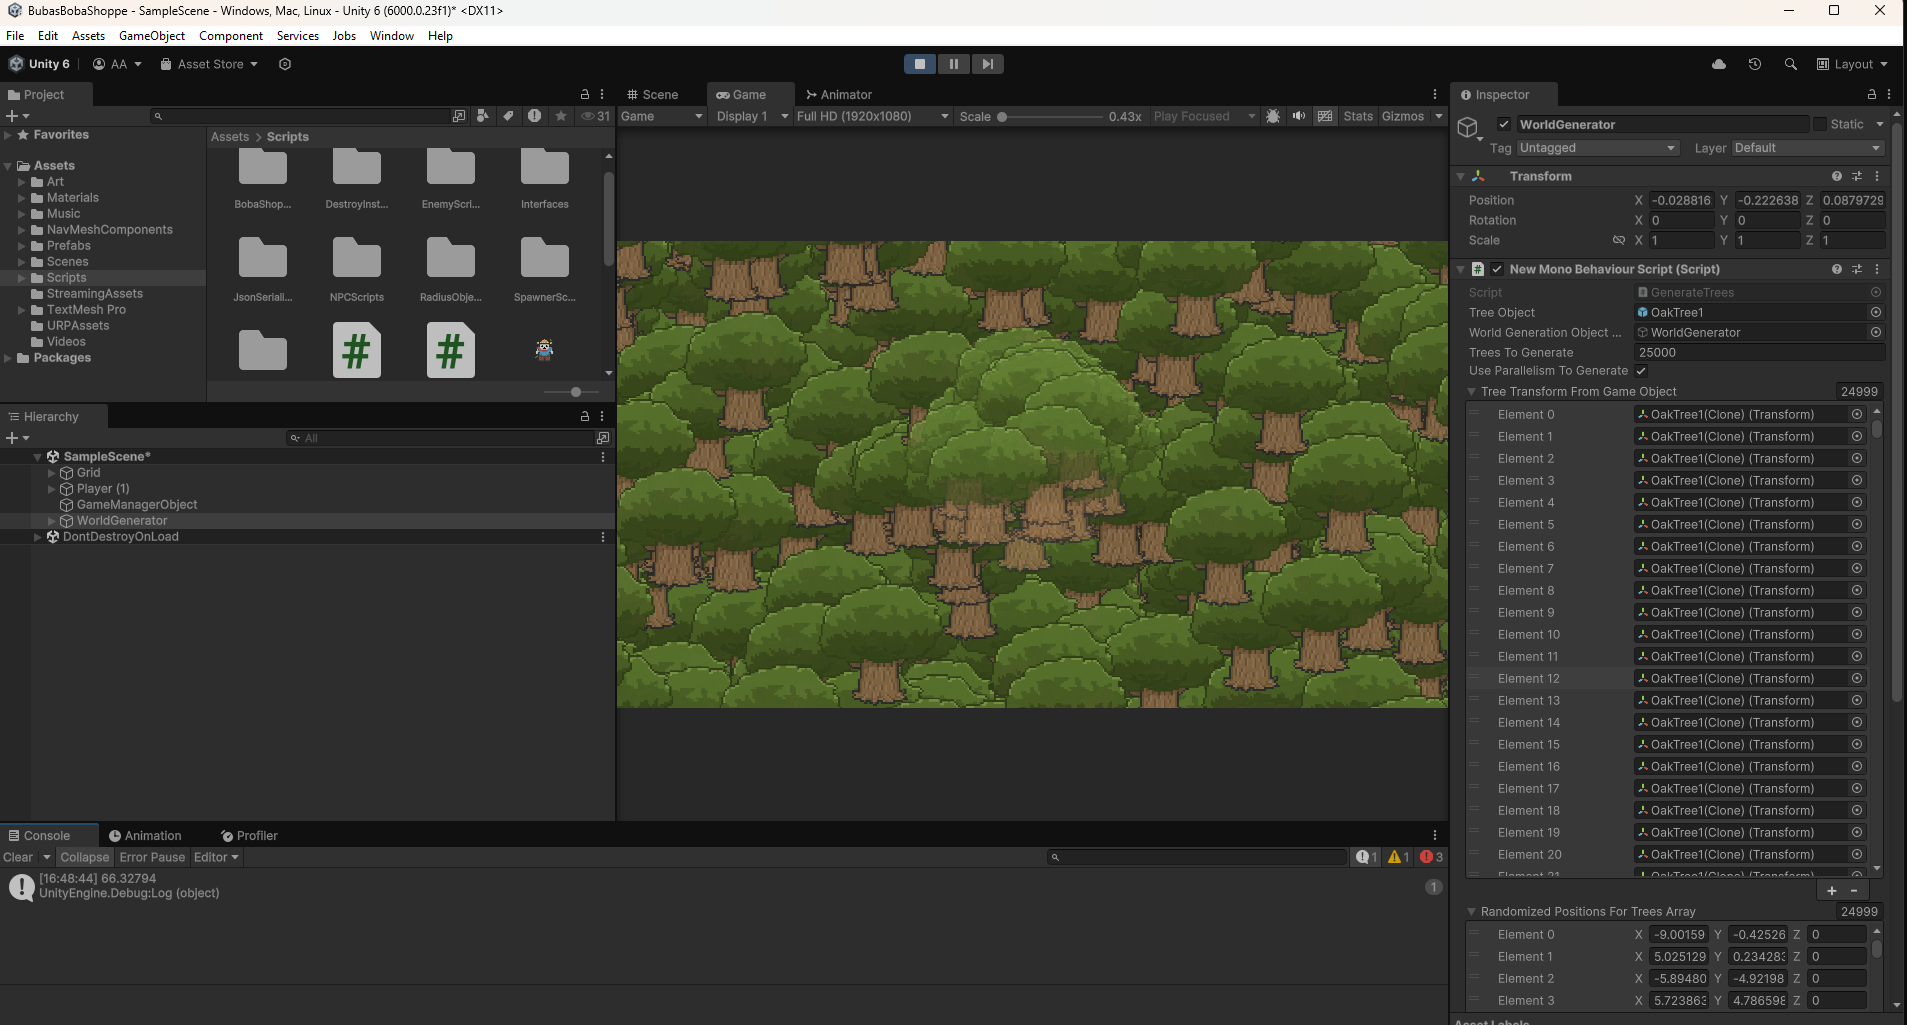 BubasBobaShoppe - SampleScene - Windows, Mac, Linux - Unity 6 (6000.0.23f1)* <DX11>
File Edit Assets GameObject Component Services Jobs Window Help
Unity 6 AA Asset Store Layout
Project
31
Favorites
Assets
Art
Materials
Music
NavMeshComponents
Prefabs
Scenes
Scripts
StreamingAssets
TextMesh Pro
URPAssets
Videos
Packages
Assets > Scripts
BobaShop... DestroyInst... EnemyScri... Interfaces
JsonSeriali... NPCScripts RadiusObje... SpawnerSc...
Hierarchy
All
SampleScene*
Grid
Player (1)
GameManagerObject
WorldGenerator
DontDestroyOnLoad
Scene Game Animator
Game Display 1 Full HD (1920x1080) Scale 0.43x Play Focused Stats Gizmos
Console Animation Profiler
Clear Collapse Error Pause Editor 1 1 3
[16:48:44] 66.32794
UnityEngine.Debug:Log (object)
1
Inspector
WorldGenerator Static
Tag Untagged Layer Default
Transform
Position X -0.028816 Y -0.222638 Z 0.0879729
Rotation X 0 Y 0 Z 0
Scale X 1 Y 1 Z 1
New Mono Behaviour Script (Script)
Script GenerateTrees
Tree Object OakTree1
World Generation Object ... WorldGenerator
Trees To Generate 25000
Use Parallelism To Generate
Tree Transform From Game Object 24999
Element 0 OakTree1(Clone) (Transform)
Element 1 OakTree1(Clone) (Transform)
Element 2 OakTree1(Clone) (Transform)
Element 3 OakTree1(Clone) (Transform)
Element 4 OakTree1(Clone) (Transform)
Element 5 OakTree1(Clone) (Transform)
Element 6 OakTree1(Clone) (Transform)
Element 7 OakTree1(Clone) (Transform)
Element 8 OakTree1(Clone) (Transform)
Element 9 OakTree1(Clone) (Transform)
Element 10 OakTree1(Clone) (Transform)
Element 11 OakTree1(Clone) (Transform)
Element 12 OakTree1(Clone) (Transform)
Element 13 OakTree1(Clone) (Transform)
Element 14 OakTree1(Clone) (Transform)
Element 15 OakTree1(Clone) (Transform)
Element 16 OakTree1(Clone) (Transform)
Element 17 OakTree1(Clone) (Transform)
Element 18 OakTree1(Clone) (Transform)
Element 19 OakTree1(Clone) (Transform)
Element 20 OakTree1(Clone) (Transform)
Element 21 OakTree1(Clone) (Transform)
Randomized Positions For Trees Array 24999
Element 0 X -9.00159 Y -0.42526 Z 0
Element 1 X 5.025129 Y 0.234283 Z 0
Element 2 X -5.89480 Y -4.92198 Z 0
Element 3 X 5.723863 Y 4.786598 Z 0
Asset Labels